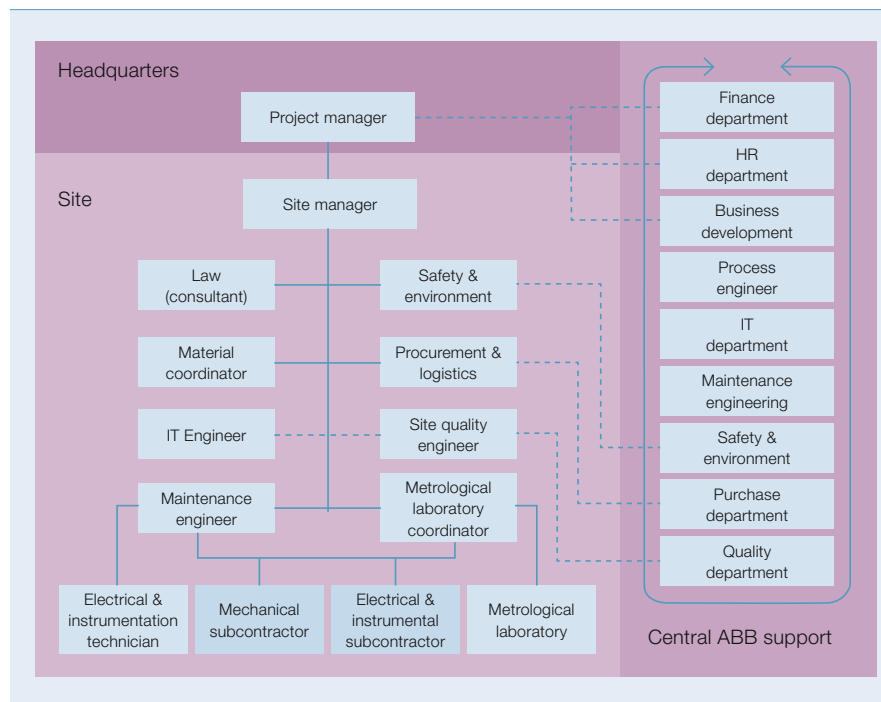 Headquarters
Project manager
Site
Site manager
Law
(consultant)
Safety &
environment
Material
coordinator
Procurement &
logistics
IT Engineer
Site quality
engineer
Maintenance
engineer
Metrological
laboratory
coordinator
Electrical &
instrumentation
technician
Mechanical
subcontractor
Electrical &
instrumental
subcontractor
Metrological
laboratory
Finance
department
HR
department
Business
development
Process
engineer
IT
department
Maintenance
engineering
Safety &
environment
Purchase
department
Quality
department
Central ABB support